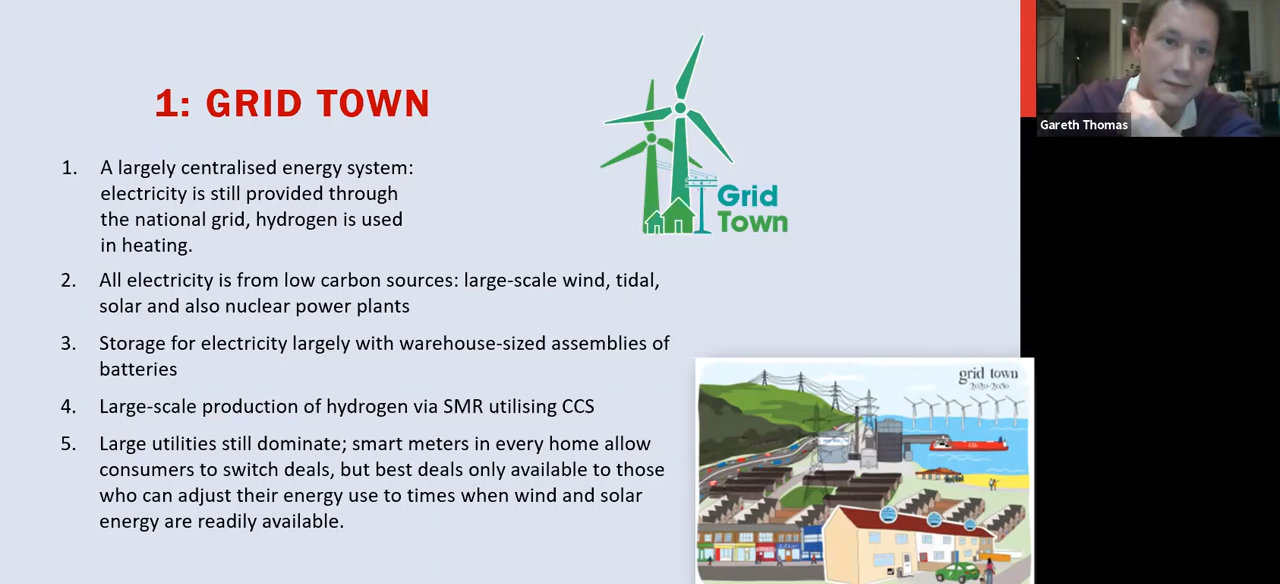 1: GRID TOWN
Grid
Town
Gareth Thomas
1. A largely centralised energy system:
electricity is still provided through
the national grid, hydrogen is used
in heating.
2. All electricity is from low carbon sources: large-scale wind, tidal,
solar and also nuclear power plants
3. Storage for electricity largely with warehouse-sized assemblies of
batteries
4. Large-scale production of hydrogen via SMR utilising CCS
5. Large utilities still dominate; smart meters in every home allow
consumers to switch deals, but best deals only available to those
who can adjust their energy use to times when wind and solar
energy are readily available.
grid town
2020-2050
CO₂